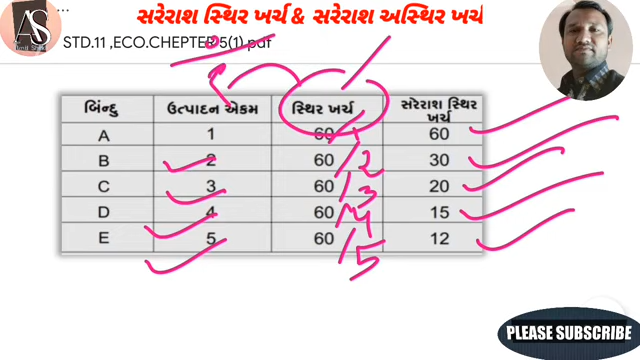 સરેરાશ સ્થિર ખર્ચ & સરેરાશ અસ્થિર ખર્ચ
...
STD.11 ,ECO.CHEPTER 5(1).pdf
AS
બિંદુ ઉત્પાદન એકમ સ્થિર ખર્ચ સરેરાશ સ્થિર ખર્ચ
A 1 60 /1 60
B 2 60 /2 30
C 3 60 /3 20
D 4 60 /4 15
E 5 60 /5 12
PLEASE SUBSCRIBE